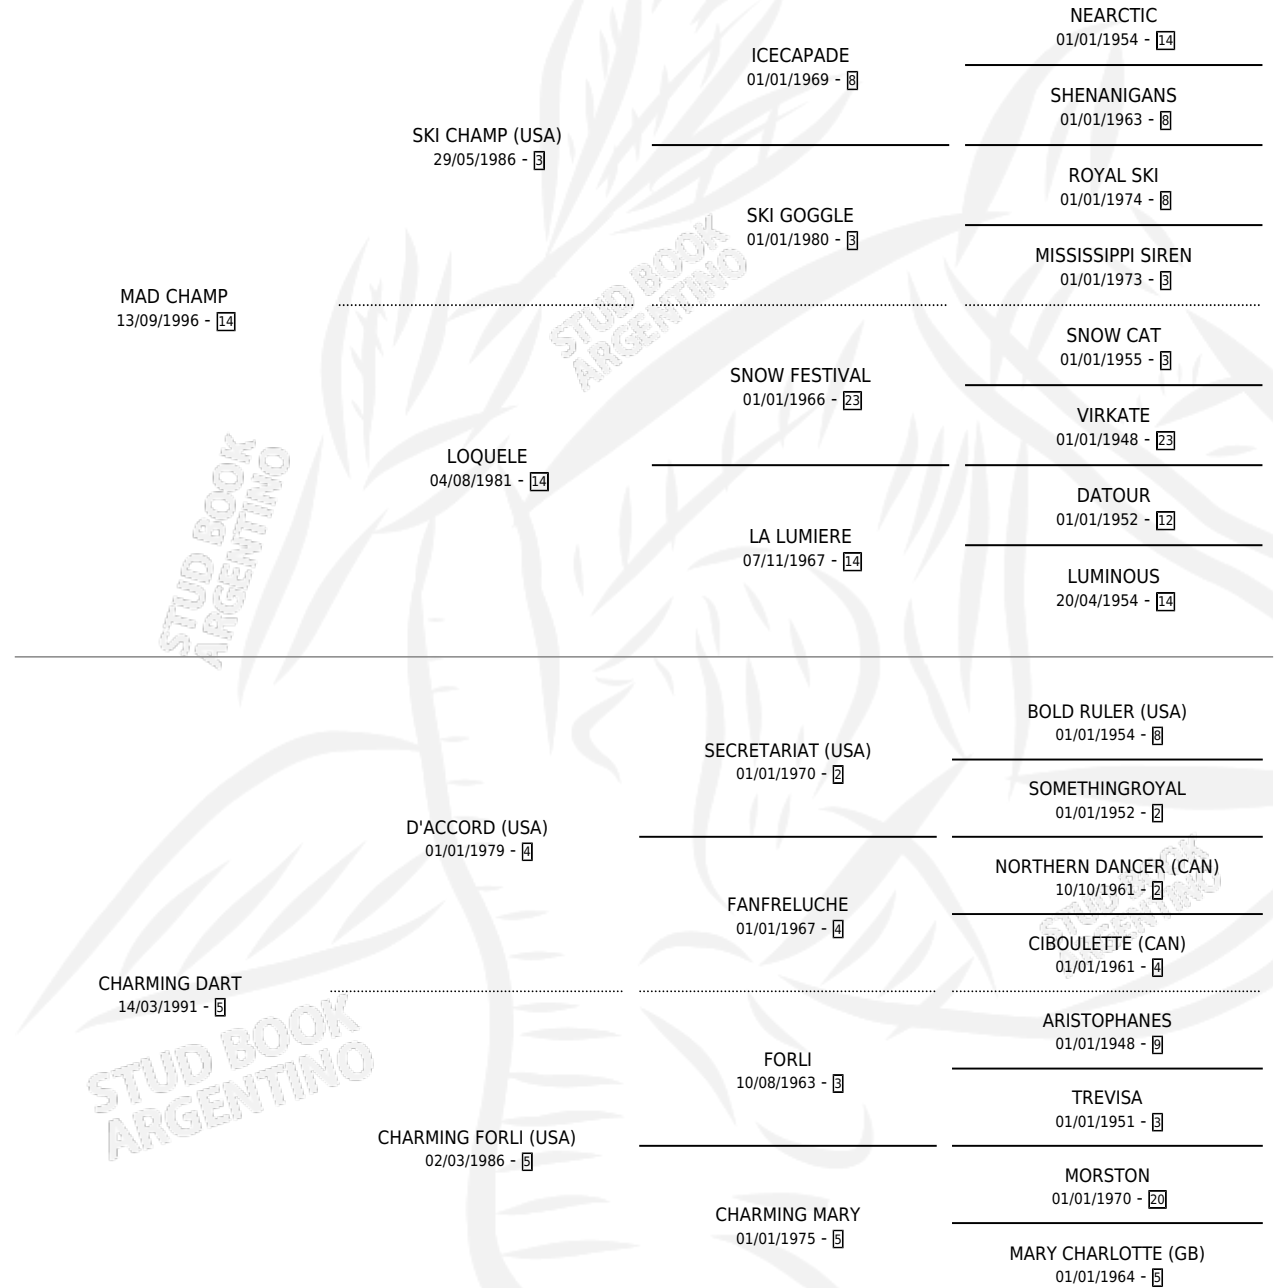 NEARCTIC
01/01/1954 - 14
ICECAPADE
01/01/1969 - 8
SHENANIGANS
01/01/1963 - 8
SKI CHAMP (USA)
29/05/1986 - 3
ROYAL SKI
01/01/1974 - 8
SKI GOGGLE
01/01/1980 - 3
MISSISSIPPI SIREN
01/01/1973 - 3
MAD CHAMP
13/09/1996 - 14
STUD BOOK
ARGENTINO
SNOW CAT
01/01/1955 - 3
SNOW FESTIVAL
01/01/1966 - 23
VIRKATE
01/01/1948 - 23
LOQUELE
04/08/1981 - 14
DATOUR
01/01/1952 - 12
LA LUMIERE
07/11/1967 - 14
LUMINOUS
20/04/1954 - 14
STUD BOOK
ARGENTINO
BOLD RULER (USA)
01/01/1954 - 8
SECRETARIAT (USA)
01/01/1970 - 2
SOMETHINGROYAL
01/01/1952 - 2
D'ACCORD (USA)
01/01/1979 - 4
NORTHERN DANCER (CAN)
10/10/1961 - 2
FANFRELUCHE
01/01/1967 - 4
CIBOULETTE (CAN)
01/01/1961 - 4
STUD BOOK
ARGENTINO
CHARMING DART
14/03/1991 - 5
ARISTOPHANES
01/01/1948 - 9
FORLI
10/08/1963 - 3
TREVISA
01/01/1951 - 3
STUD BOOK
ARGENTINO
CHARMING FORLI (USA)
02/03/1986 - 5
MORSTON
01/01/1970 - 20
CHARMING MARY
01/01/1975 - 5
MARY CHARLOTTE (GB)
01/01/1964 - 5